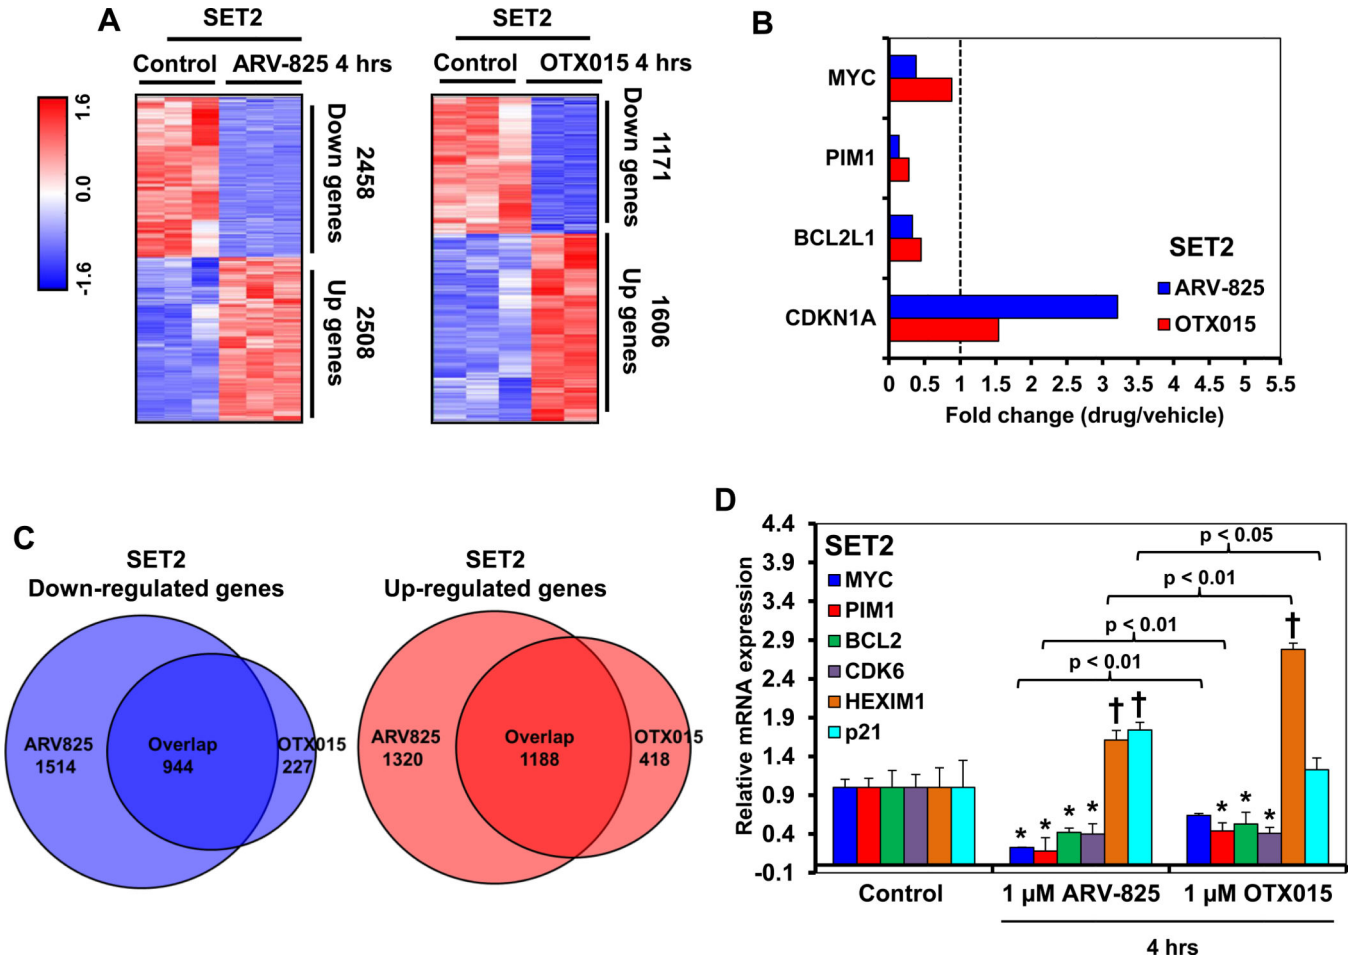 A
SET2
Control ARV-825 4 hrs
1.6
0.0
-1.6
Down genes
2458
Up genes
2508
SET2
Control OTX015 4 hrs
Down genes
1171
Up genes
1606
B
MYC
PIM1
BCL2L1
CDKN1A
SET2
ARV-825
OTX015
0 0.5 1 1.5 2 2.5 3 3.5 4 4.5 5 5.5
Fold change (drug/vehicle)
C
SET2
Down-regulated genes
ARV825
1514
Overlap
944
OTX015
227
SET2
Up-regulated genes
ARV825
1320
Overlap
1188
OTX015
418
D
Relative mRNA expression
4.4
3.9
3.4
2.9
2.4
1.9
1.4
0.9
0.4
-0.1
SET2
MYC
PIM1
BCL2
CDK6
HEXIM1
p21
p < 0.05
p < 0.01
p < 0.01
p < 0.01
† †
†
* * * *
* * *
Control
1 µM ARV-825
1 µM OTX015
4 hrs